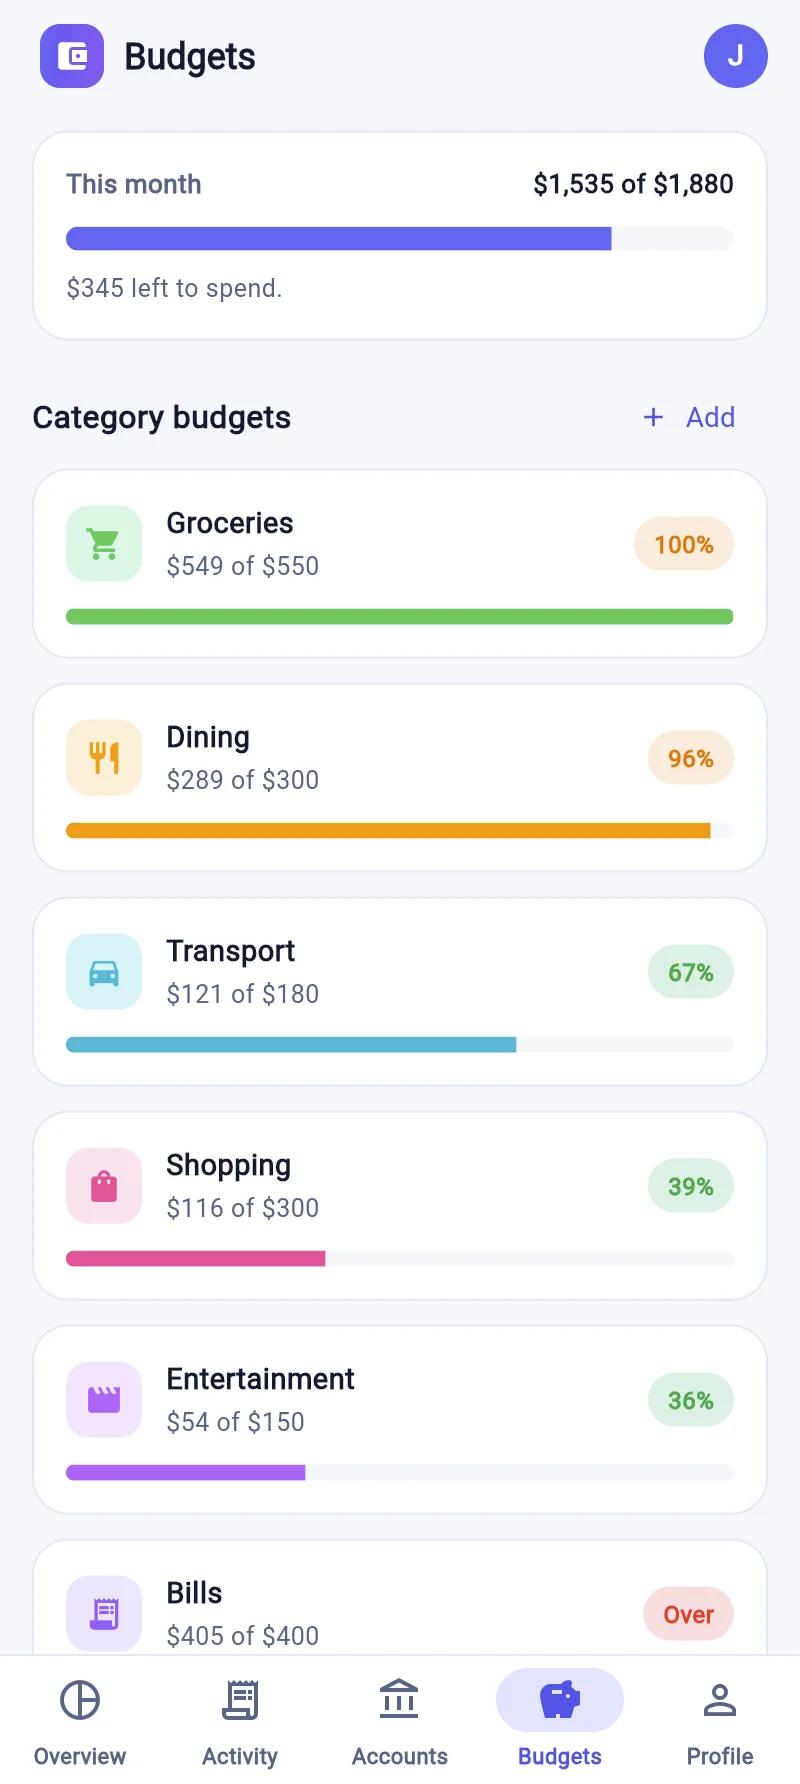 Budgets
J
This month
$1,535 of $1,880
$345 left to spend.
Category budgets
+ Add
Groceries
$549 of $550
100%
Dining
$289 of $300
96%
Transport
$121 of $180
67%
Shopping
$116 of $300
39%
Entertainment
$54 of $150
36%
Bills
$405 of $400
Over
Overview
Activity
Accounts
Budgets
Profile